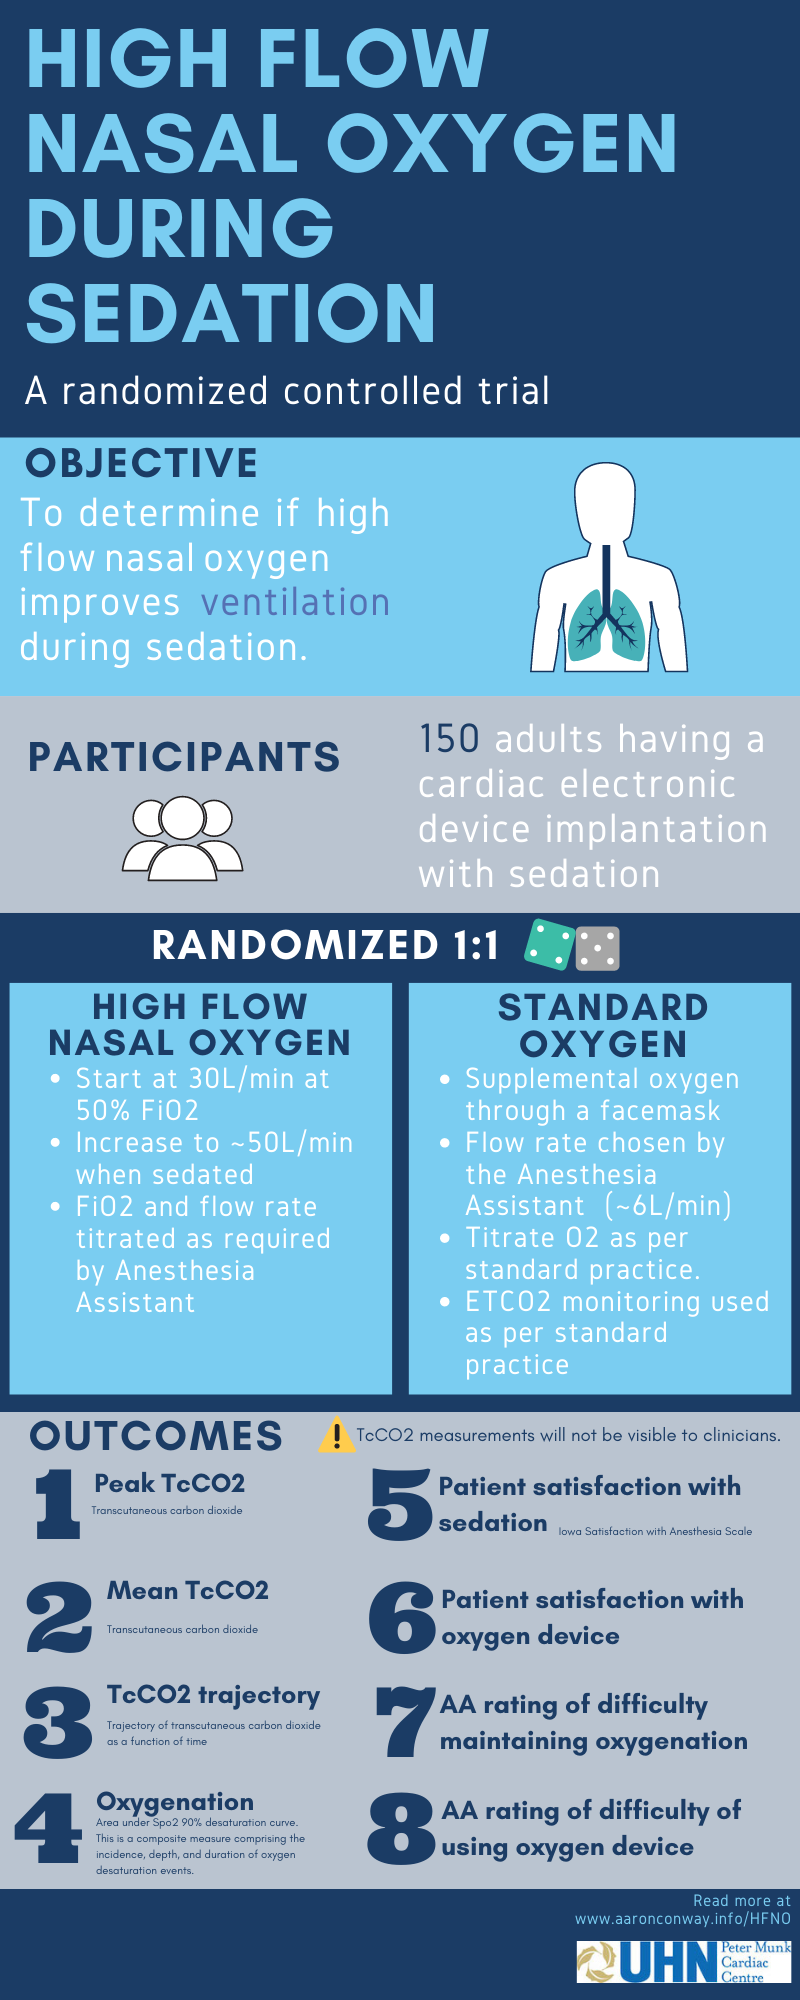 HIGH FLOW
NASAL OXYGEN
DURING
SEDATION
A randomized controlled trial
OBJECTIVE
To determine if high
flow nasal oxygen
improves ventilation
during sedation.
PARTICIPANTS
150 adults having a
cardiac electronic
device implantation
with sedation
RANDOMIZED 1:1
HIGH FLOW
NASAL OXYGEN
• Start at 30L/min at
50% FiO2
• Increase to ~50L/min
when sedated
• FiO2 and flow rate
titrated as required
by Anesthesia
Assistant
STANDARD
OXYGEN
• Supplemental oxygen
through a facemask
• Flow rate chosen by
the Anesthesia
Assistant (~6L/min)
• Titrate O2 as per
standard practice.
• ETCO2 monitoring used
as per standard
practice
OUTCOMES
TcCO2 measurements will not be visible to clinicians.
1 Peak TcCO2
Transcutaneous carbon dioxide
2 Mean TcCO2
Transcutaneous carbon dioxide
3 TcCO2 trajectory
Trajectory of transcutaneous carbon dioxide
as a function of time
4 Oxygenation
Area under Spo2 90% desaturation curve.
This is a composite measure comprising the
incidence, depth, and duration of oxygen
desaturation events.
5 Patient satisfaction with
sedation Iowa Satisfaction with Anesthesia Scale
6 Patient satisfaction with
oxygen device
7 AA rating of difficulty
maintaining oxygenation
8 AA rating of difficulty of
using oxygen device
Read more at
www.aaronconway.info/HFNO
UHN Peter Munk
Cardiac
Centre